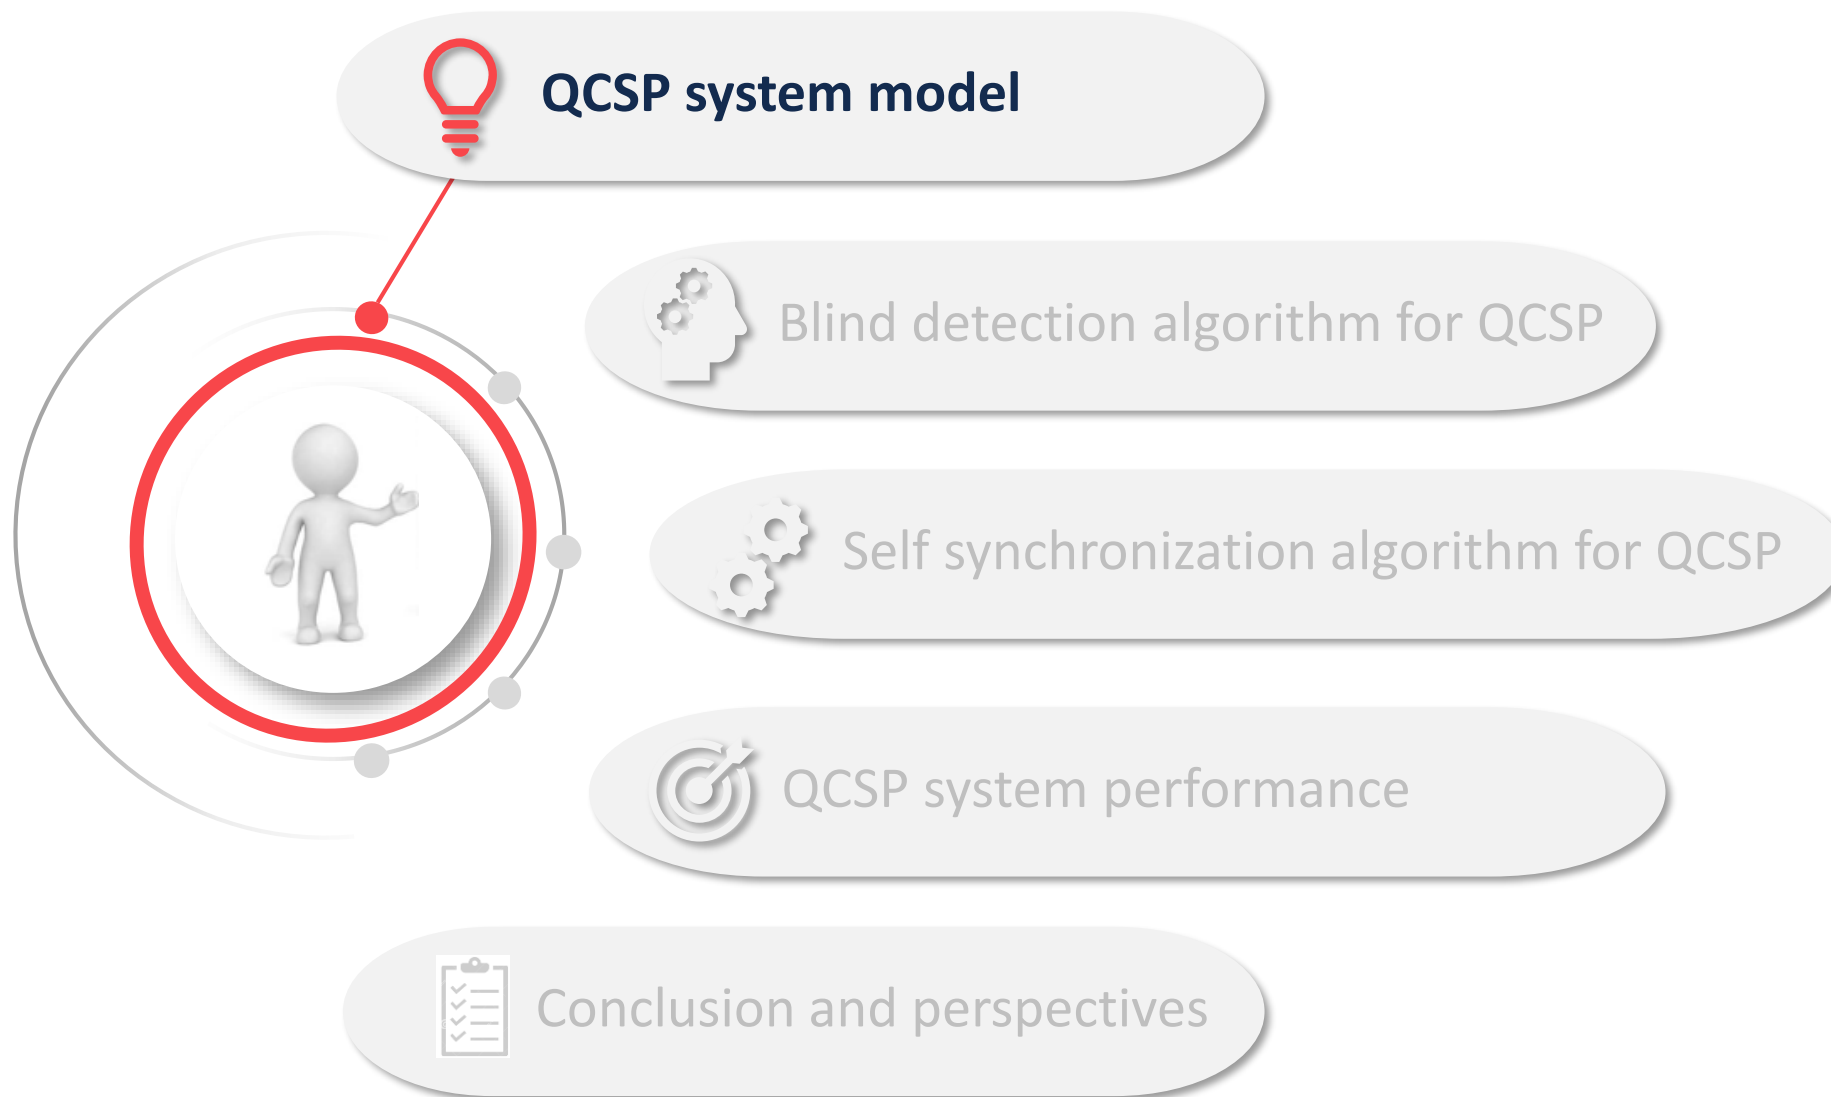 QCSP system model
Blind detection algorithm for QCSP
Self synchronization algorithm for QCSP
QCSP system performance
Conclusion and perspectives